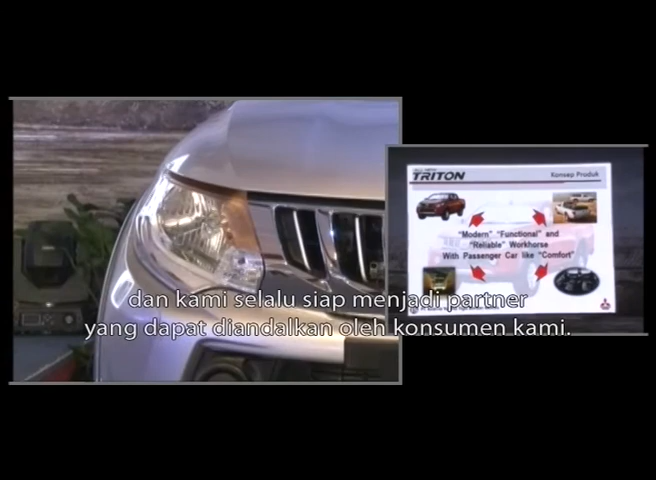 TRITON
Konsep Produk
"Modern" "Functional" and
"Reliable" Workhorse
With Passenger Car like "Comfort"
dan kami selalu siap menjadi partner
yang dapat diandalkan oleh konsumen kami.